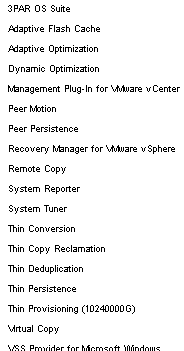 3PAR OS Suite
Adaptive Flash Cache
Adaptive Optimization
Dynamic Optimization
Management Plug-In for VMware vCenter
Peer Motion
Peer Persistence
Recovery Manager for VMware vSphere
Remote Copy
System Reporter
System Tuner
Thin Conversion
Thin Copy Reclamation
Thin Deduplication
Thin Persistence
Thin Provisioning (10240000G)
Virtual Copy
VSS Provider for Microsoft Windows